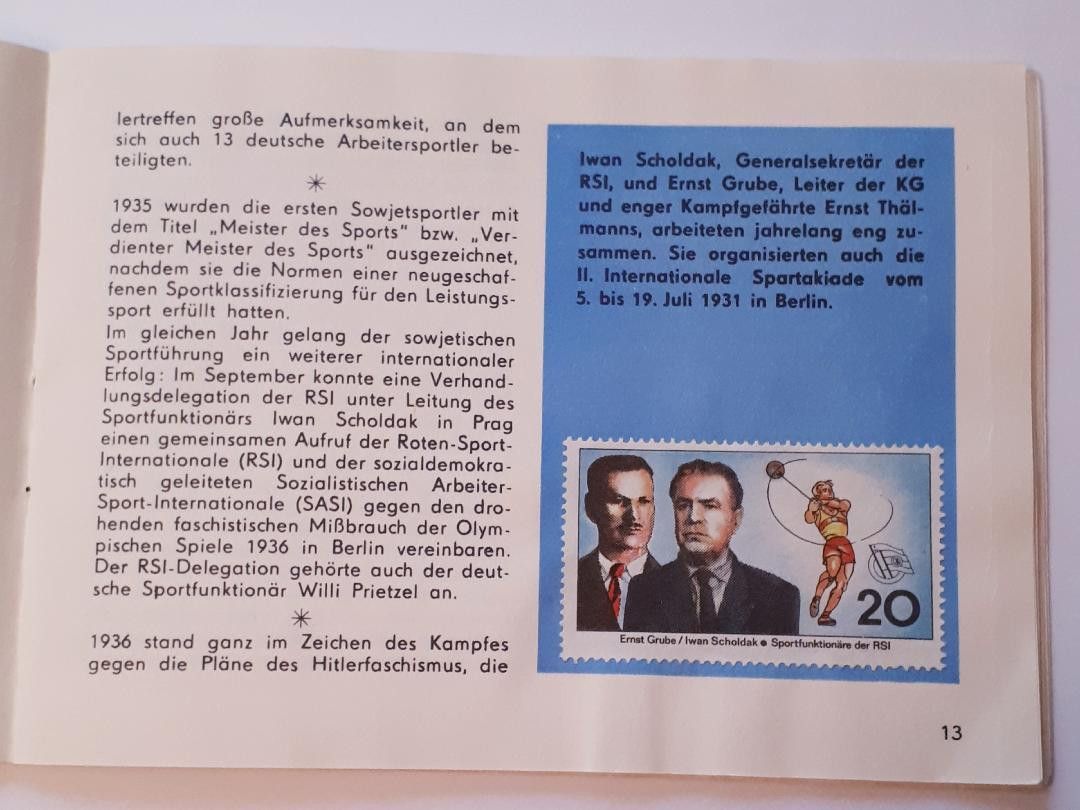 lertreffen große Aufmerksamkeit, an dem
sich auch 13 deutsche Arbeitersportler be-
teiligten.
1935 wurden die ersten Sowjetsportler mit
dem Titel „Meister des Sports“ bzw. „Ver-
dienter Meister des Sports“ ausgezeichnet,
nachdem sie die Normen einer neugeschaf-
fenen Sportklassifizierung für den Leistungs-
sport erfüllt hatten.
Im gleichen Jahr gelang der sowjetischen
Sportführung ein weiterer internationaler
Erfolg: Im September konnte eine Verhand-
lungsdelegation der RSI unter Leitung des
Sportfunktionärs Iwan Scholdak in Prag
einen gemeinsamen Aufruf der Roten-Sport-
Internationale (RSI) und der sozialdemokra-
tisch geleiteten Sozialistischen Arbeiter-
Sport-Internationale (SASI) gegen den dro-
henden faschistischen Mißbrauch der Olym-
pischen Spiele 1936 in Berlin vereinbaren.
Der RSI-Delegation gehörte auch der deut-
sche Sportfunktionär Willi Prietzel an.
1936 stand ganz im Zeichen des Kampfes
gegen die Pläne des Hitlerfaschismus, die
Iwan Scholdak, Generalsekretär der
RSI, und Ernst Grube, Leiter der KG
und enger Kampfgefährte Ernst Thäl-
manns, arbeiteten jahrelang eng zu-
sammen. Sie organisierten auch die
II. Internationale Spartakiade vom
5. bis 19. Juli 1931 in Berlin.
20
Ernst Grube / Iwan Scholdak • Sportfunktionäre der RSI
13